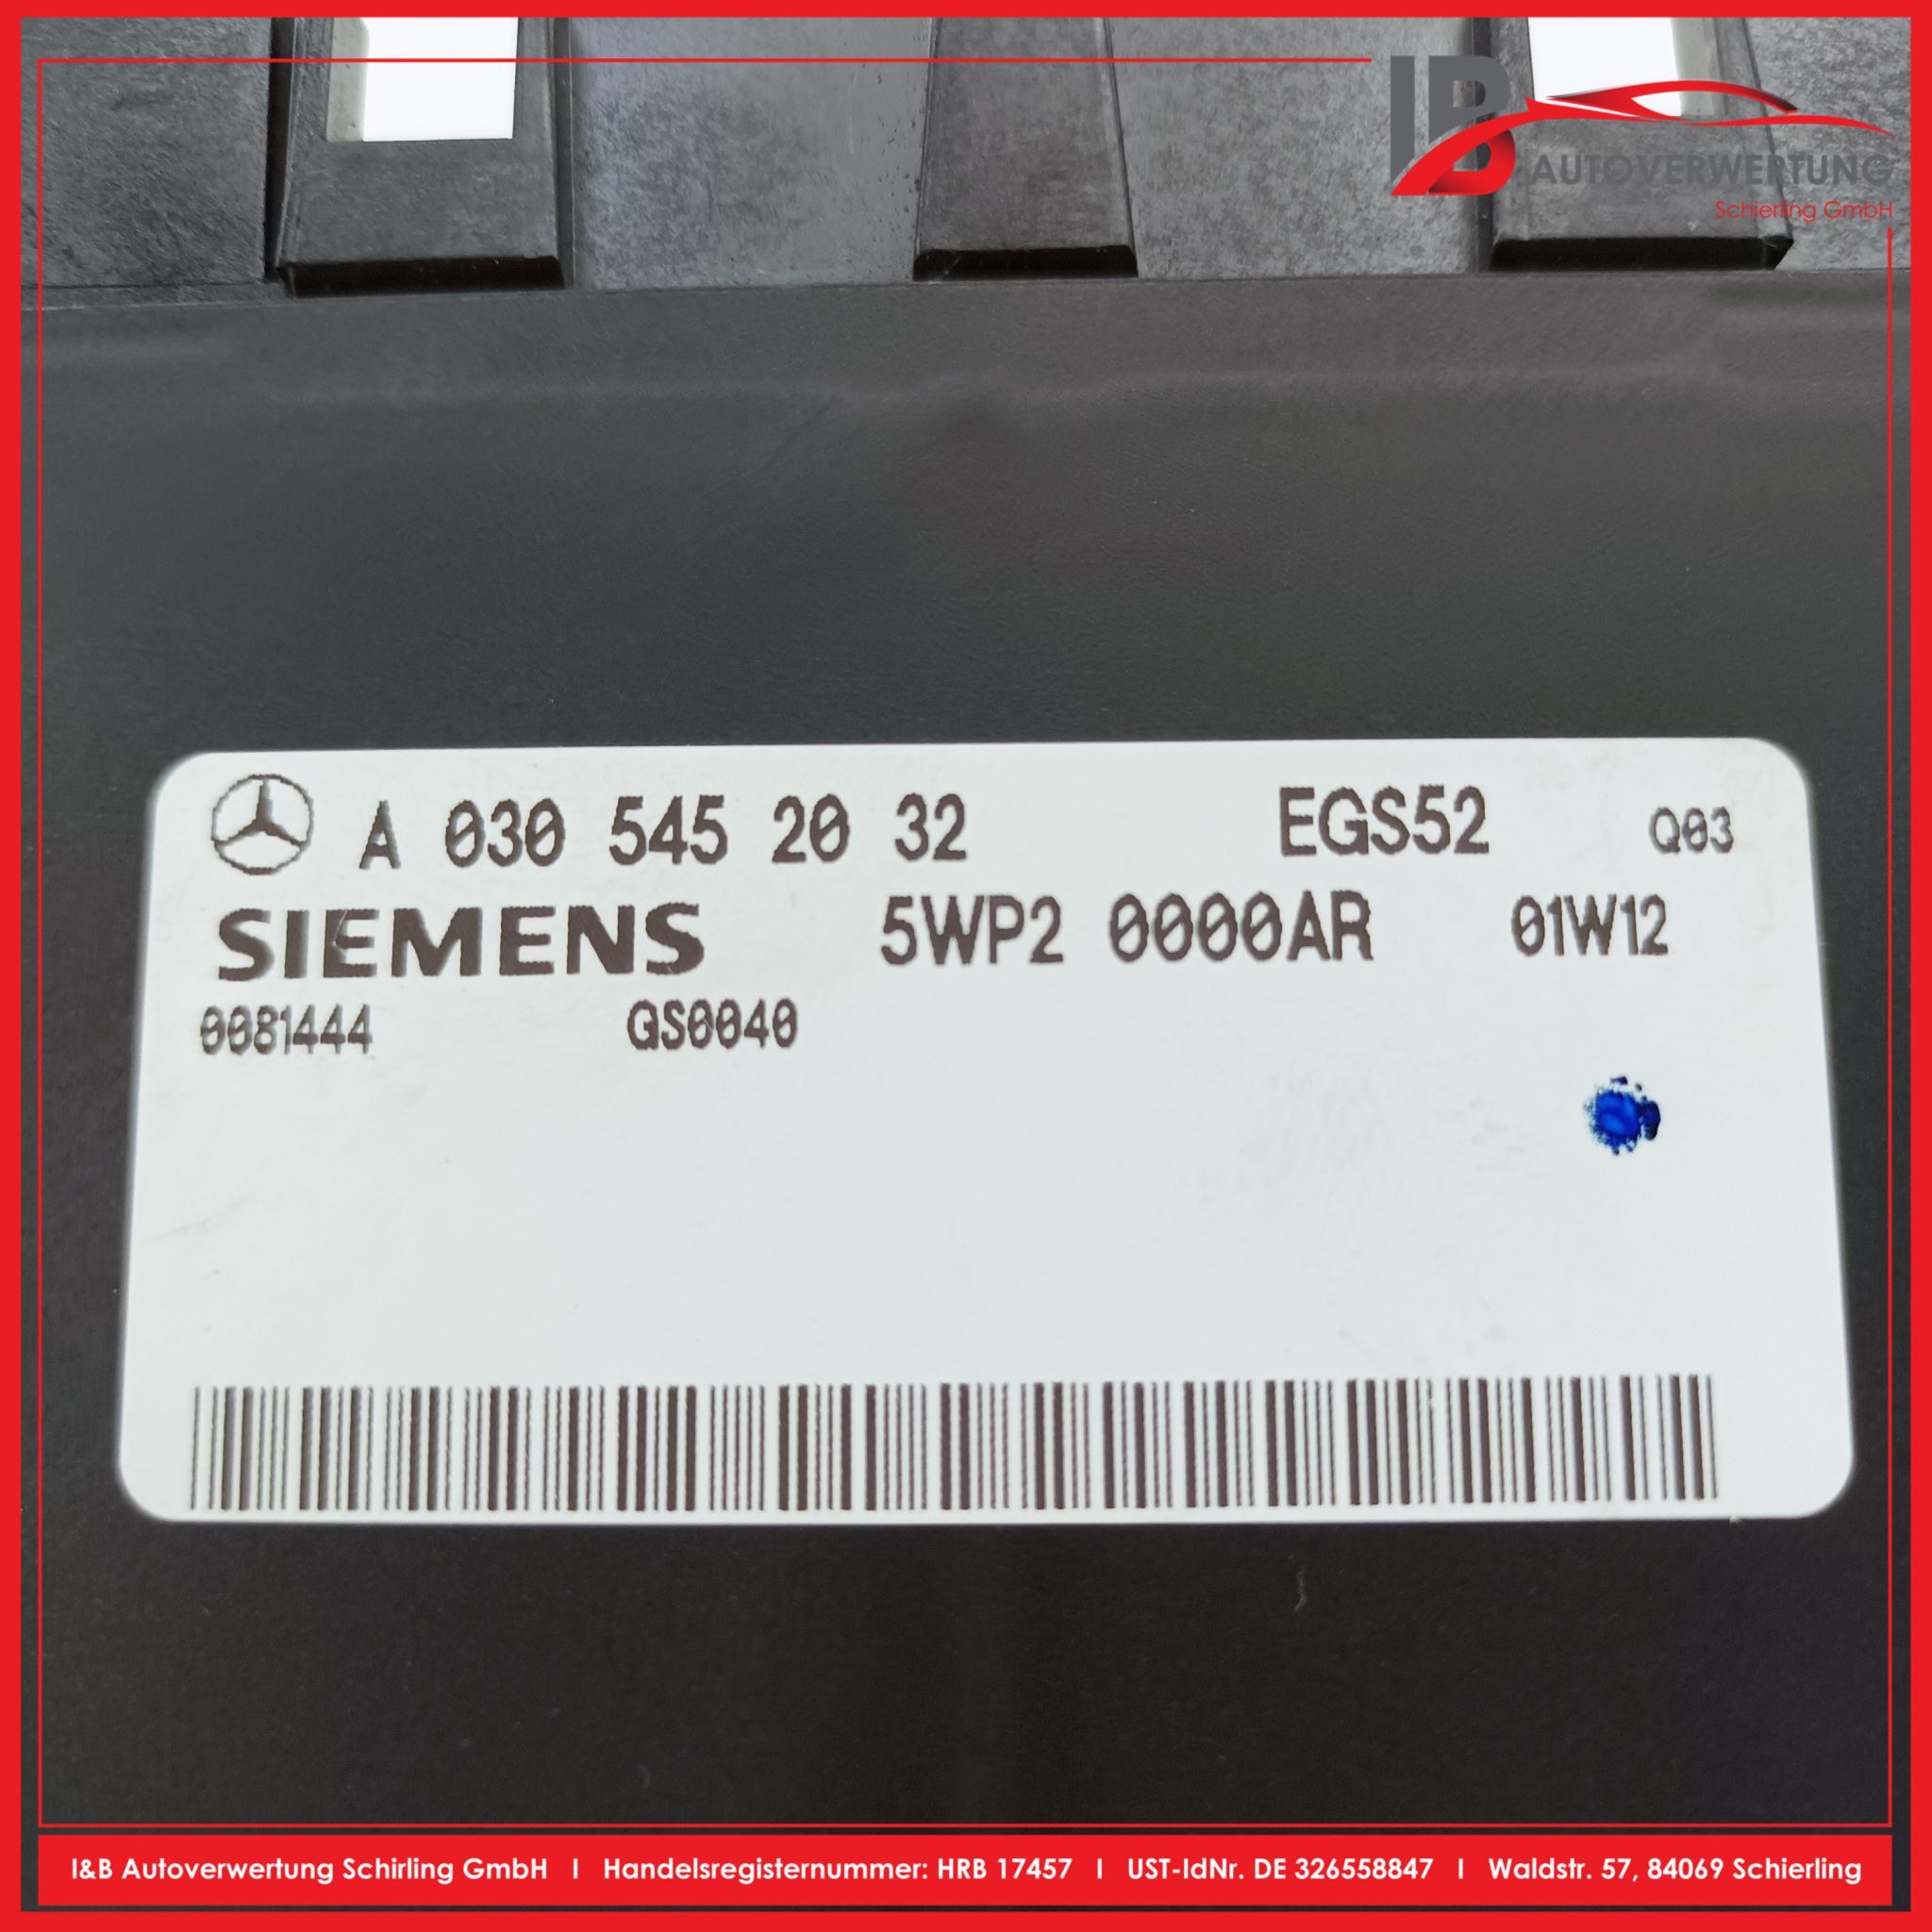 IB AUTOVERWERTUNG
Schierling GmbH
A 030 545 20 32 EGS52 Q03
SIEMENS 5WP2 0000AR 01W12
0081444 GS0040
I&B Autoverwertung Schirling GmbH I Handelsregisternummer: HRB 17457 I UST-IdNr. DE 326558847 I Waldstr. 57, 84069 Schierling